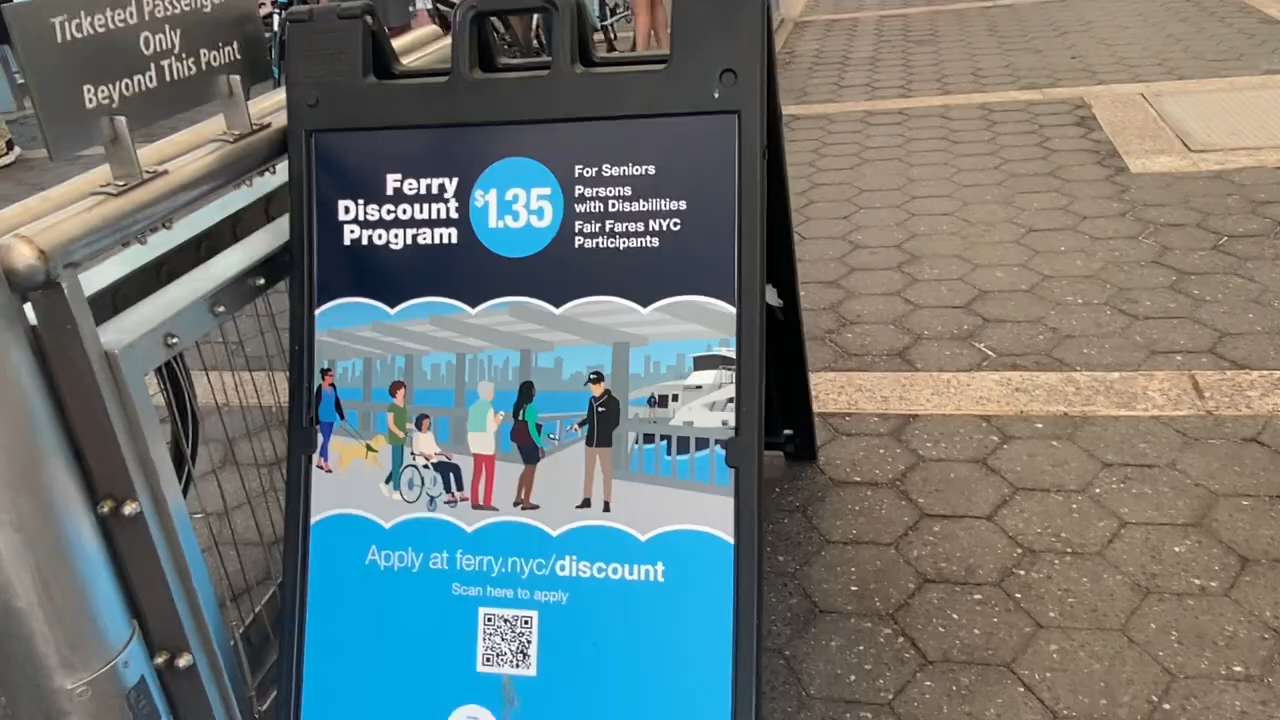 Ticketed Passenger
Only
Beyond This Point
Ferry
Discount
Program
$1.35
For Seniors
Persons
with Disabilities
Fair Fares NYC
Participants
Apply at ferry.nyc/discount
Scan here to apply